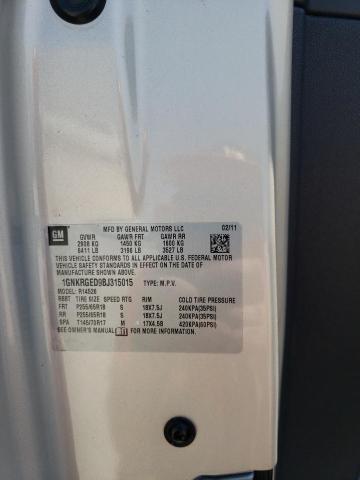 GM
MFD BY GENERAL MOTORS LLC 02/11
GVWR GAWR FRT GAWR RR
2908 KG 1450 KG 1600 KG
6411 LB 3196 LB 3527 LB
THIS VEHICLE CONFORMS TO ALL APPLICABLE U.S. FEDERAL MOTOR
VEHICLE SAFETY AND THEFT PREVENTION STANDARDS
IN EFFECT ON THE DATE OF
MANUFACTURE SHOWN ABOVE.
1GNKRGED9BJ315015 TYPE: M.P.V.
MODEL: R14526
TIRE SIZE SPEED RTG RIM COLD TIRE PRESSURE
FRT P255/65R18 S 18X7.5J 240KPA(35PSI)
RR P255/65R18 S 18X7.5J 240KPA(35PSI)
SPA T145/70R17 M 17X4.5B 420KPA(60PSI)
SEE OWNER'S MANUAL FOR MORE INFORMATION.